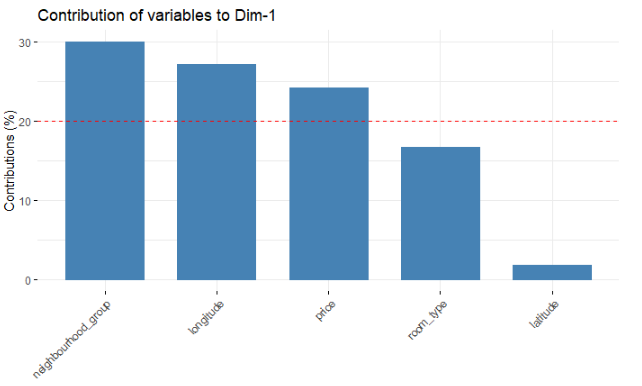 Contribution of variables to Dim-1
Contributions (%)
30
20
10
0
neighbourhood_group
longitude
price
room_type
latitude